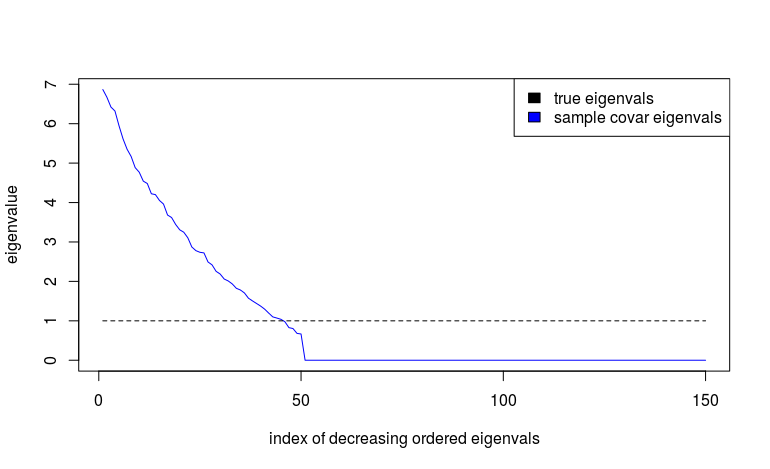 true eigenvals
sample covar eigenvals
7
6
5
4
3
2
1
0
eigenvalue
0 50 100 150
index of decreasing ordered eigenvals